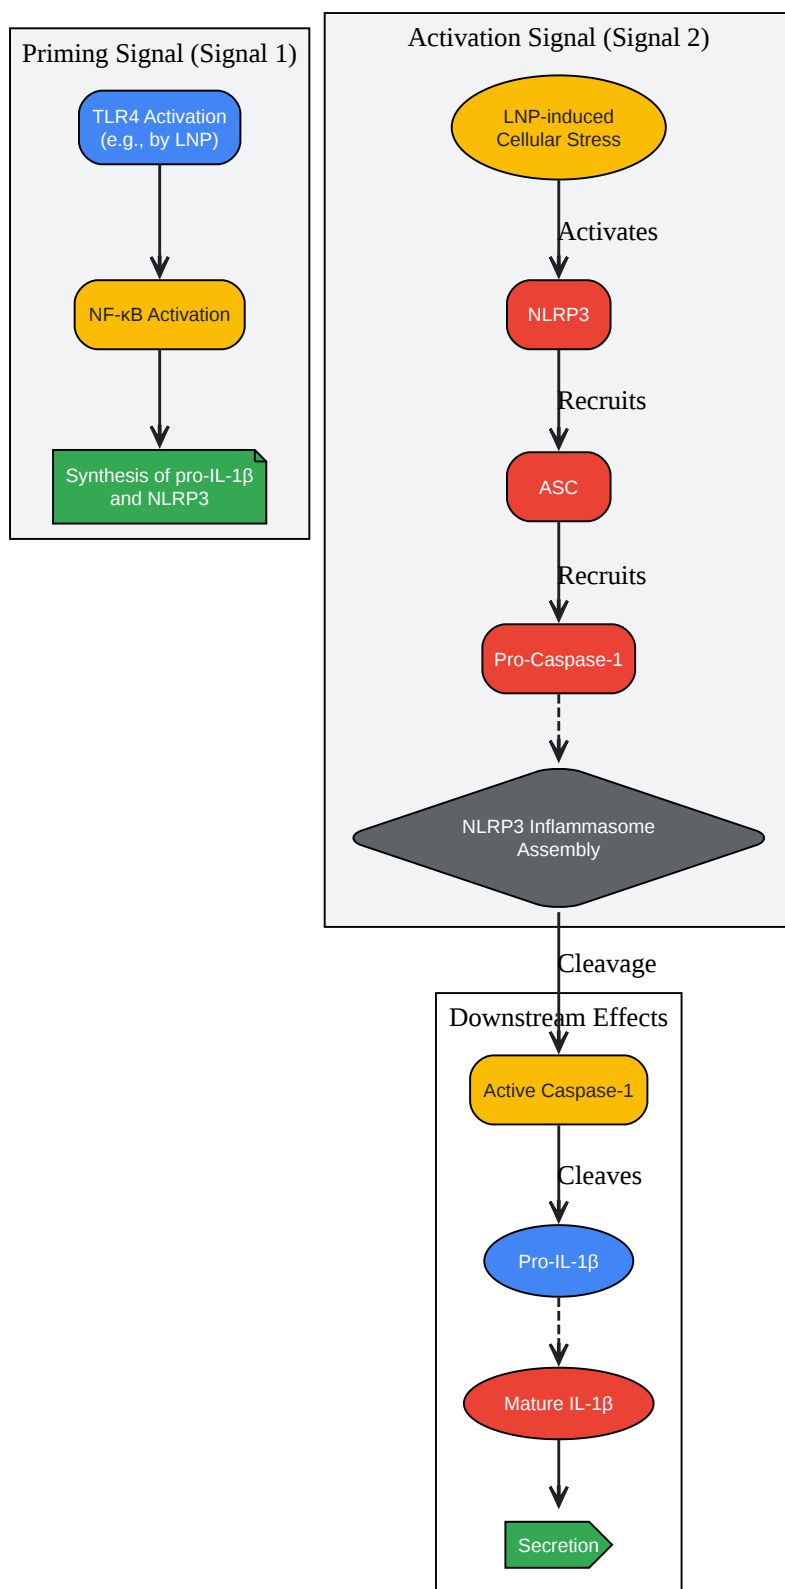 Priming Signal (Signal 1)
TLR4 Activation
(e.g., by LNP)
NF-κB Activation
Synthesis of pro-IL-1β
and NLRP3
Activation Signal (Signal 2)
LNP-induced
Cellular Stress
Activates
NLRP3
Recruits
ASC
Recruits
Pro-Caspase-1
NLRP3 Inflammasome
Assembly
Cleavage
Downstream Effects
Active Caspase-1
Cleaves
Pro-IL-1β
Mature IL-1β
Secretion